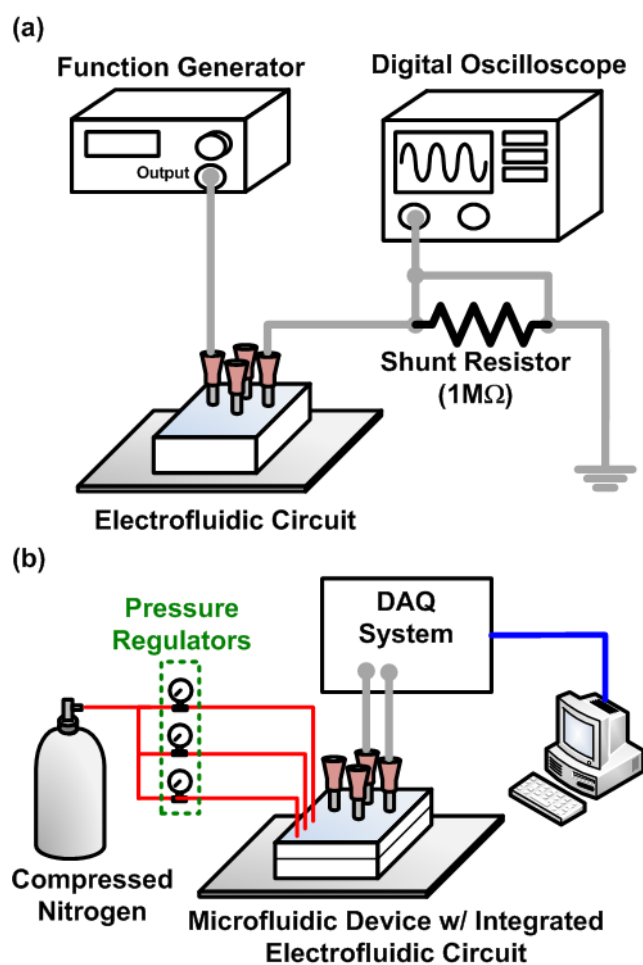 (a)
Function Generator
Digital Oscilloscope
Output
Shunt Resistor
(1MΩ)
Electrofluidic Circuit
(b)
Pressure
Regulators
DAQ
System
Compressed
Nitrogen
Microfluidic Device w/ Integrated
Electrofluidic Circuit